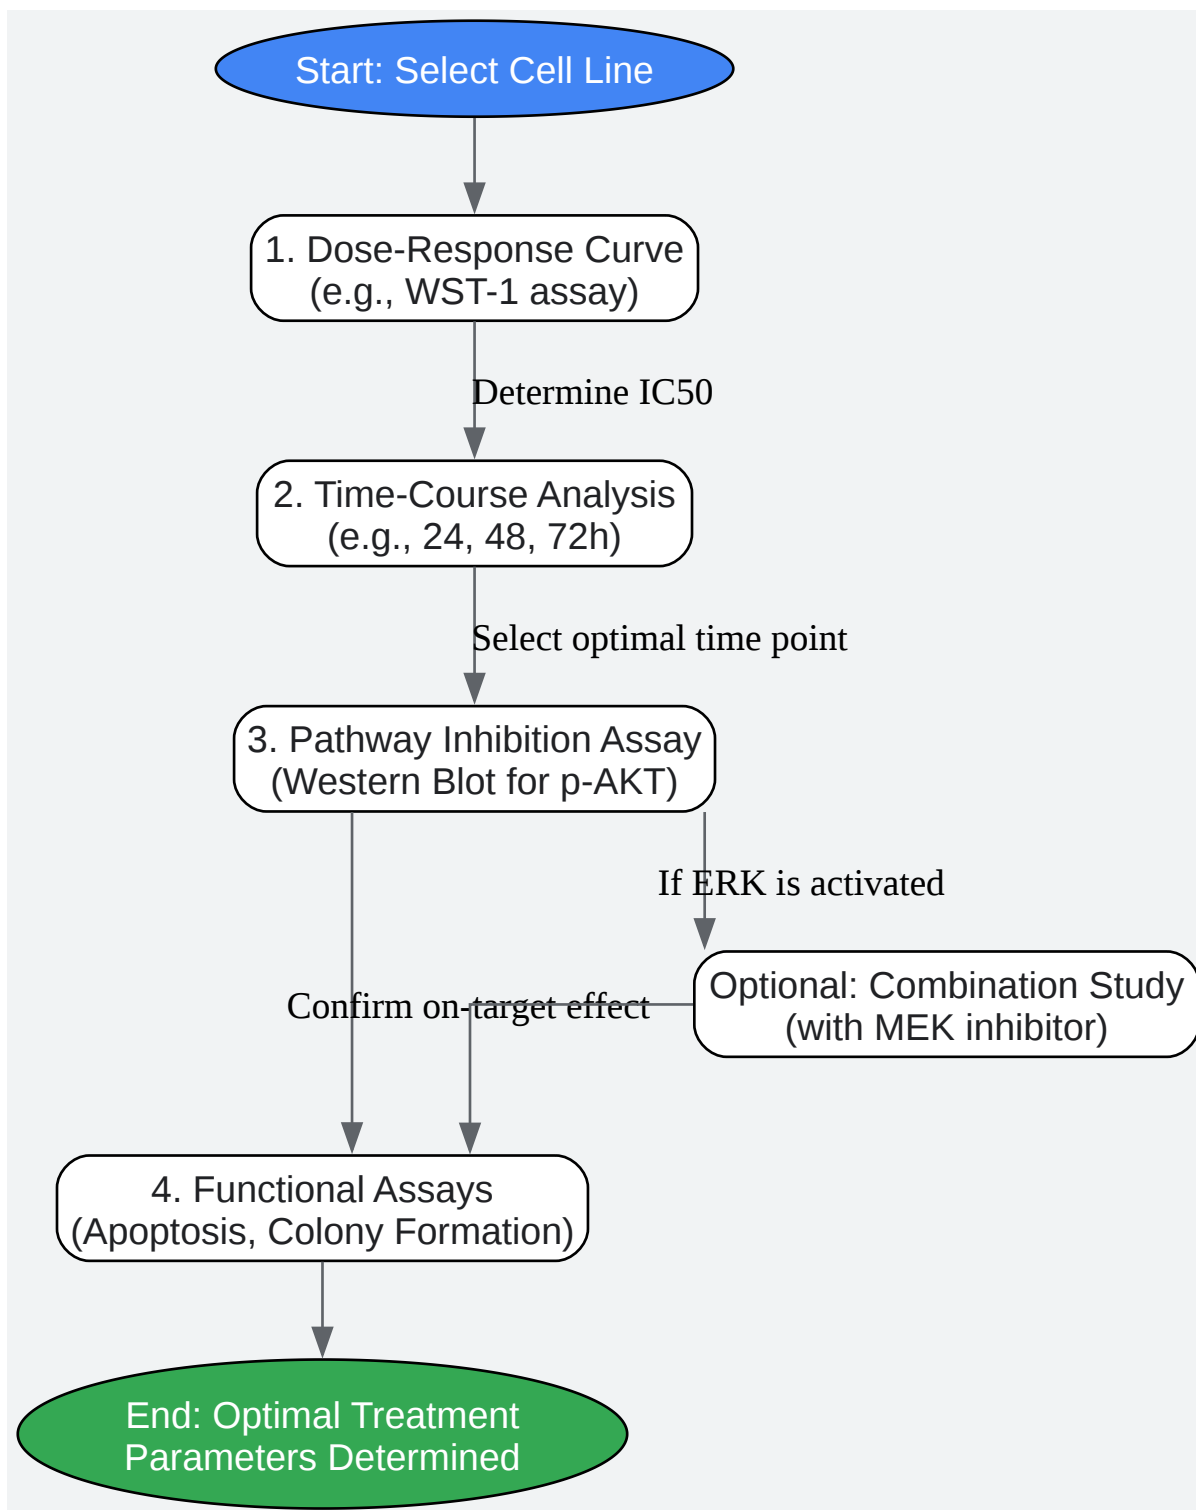 Start: Select Cell Line
1. Dose-Response Curve
(e.g., WST-1 assay)
Determine IC50
2. Time-Course Analysis
(e.g., 24, 48, 72h)
Select optimal time point
3. Pathway Inhibition Assay
(Western Blot for p-AKT)
If ERK is activated
Optional: Combination Study
(with MEK inhibitor)
Confirm on-target effect
4. Functional Assays
(Apoptosis, Colony Formation)
End: Optimal Treatment
Parameters Determined